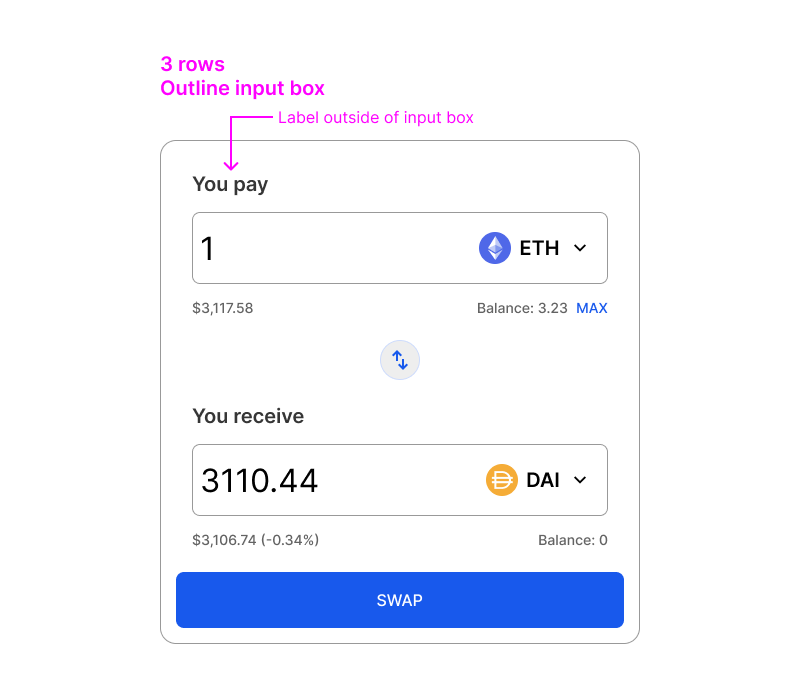 3 rows
Outline input box
Label outside of input box
You pay
1 ETH
$3,117.58 Balance: 3.23 MAX
You receive
3110.44 DAI
$3,106.74 (-0.34%) Balance: 0
SWAP